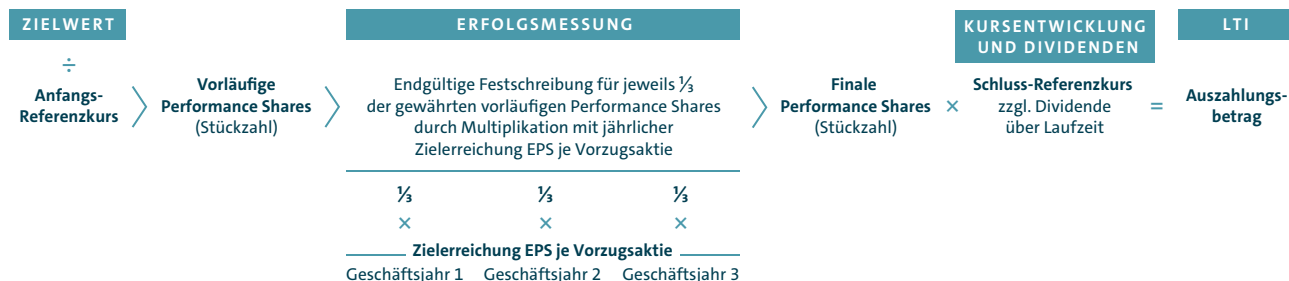 ZIELWERT
÷
Anfangs-
Referenzkurs
Vorläufige
Performance Shares
(Stückzahl)
ERFOLGSMESSUNG
Endgültige Festschreibung für jeweils ⅓
der gewährten vorläufigen Performance Shares
durch Multiplikation mit jährlicher
Zielerreichung EPS je Vorzugsaktie
⅓ ⅓ ⅓
× × ×
Zielerreichung EPS je Vorzugsaktie
Geschäftsjahr 1 Geschäftsjahr 2 Geschäftsjahr 3
Finale
Performance Shares
(Stückzahl)
×
KURSENTWICKLUNG
UND DIVIDENDEN
Schluss-Referenzkurs
zzgl. Dividende
über Laufzeit
=
LTI
Auszahlungs-
betrag